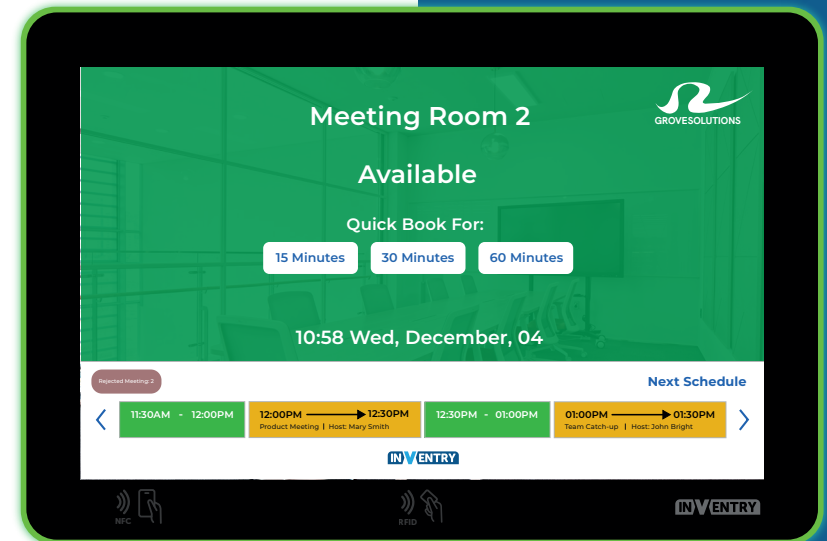 GROVESOLUTIONS
Meeting Room 2
Available
Quick Book For:
15 Minutes
30 Minutes
60 Minutes
10:58 Wed, December, 04
Rejected Meeting: 2
Next Schedule
11:30AM - 12:00PM
12:00PM 12:30PM
Product Meeting | Host: Mary Smith
12:30PM - 01:00PM
01:00PM 01:30PM
Team Catch-up | Host: John Bright
INVENTRY
NFC
RFID
INVENTRY